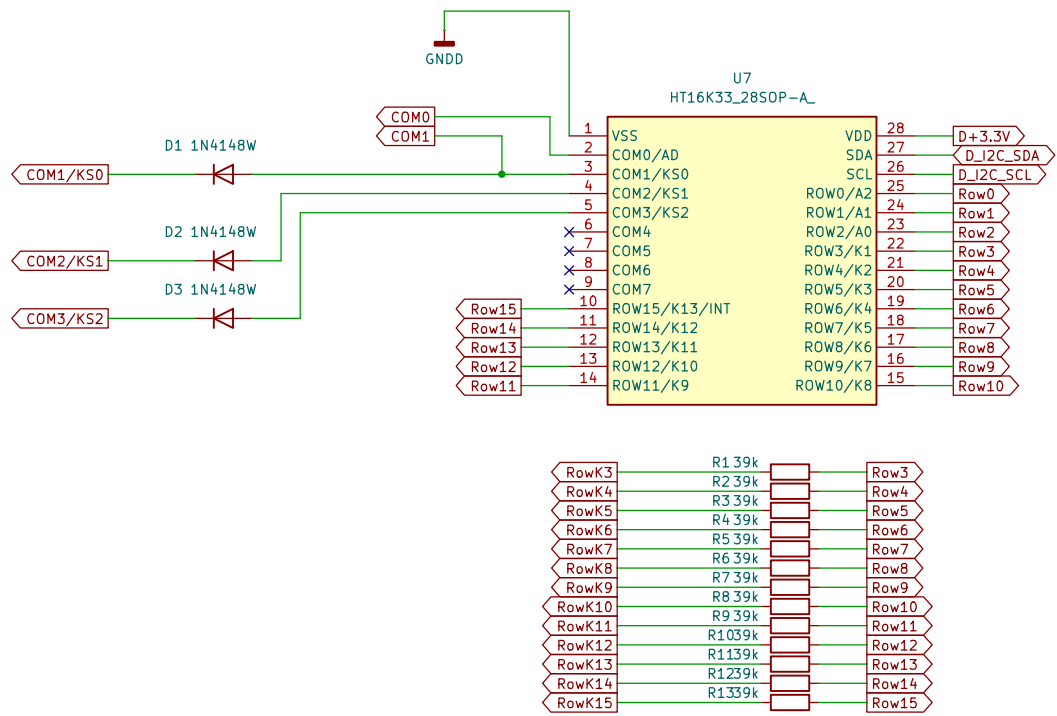 GNDD
U7
HT16K33_28SOP-A_
COM0
COM1
D1 1N4148W
COM1/KS0
D2 1N4148W
COM2/KS1
D3 1N4148W
COM3/KS2
1 VSS VDD 28 D+3.3V
2 COM0/AD SDA 27 D_I2C_SDA
3 COM1/KS0 SCL 26 D_I2C_SCL
4 COM2/KS1 ROW0/A2 25 Row0
5 COM3/KS2 ROW1/A1 24 Row1
6 COM4 ROW2/A0 23 Row2
7 COM5 ROW3/K1 22 Row3
8 COM6 ROW4/K2 21 Row4
9 COM7 ROW5/K3 20 Row5
Row15 10 ROW15/K13/INT ROW6/K4 19 Row6
Row14 11 ROW14/K12 ROW7/K5 18 Row7
Row13 12 ROW13/K11 ROW8/K6 17 Row8
Row12 13 ROW12/K10 ROW9/K7 16 Row9
Row11 14 ROW11/K9 ROW10/K8 15 Row10
RowK3 R1 39k Row3
RowK4 R2 39k Row4
RowK5 R3 39k Row5
RowK6 R4 39k Row6
RowK7 R5 39k Row7
RowK8 R6 39k Row8
RowK9 R7 39k Row9
RowK10 R8 39k Row10
RowK11 R9 39k Row11
RowK12 R10 39k Row12
RowK13 R11 39k Row13
RowK14 R12 39k Row14
RowK15 R13 39k Row15